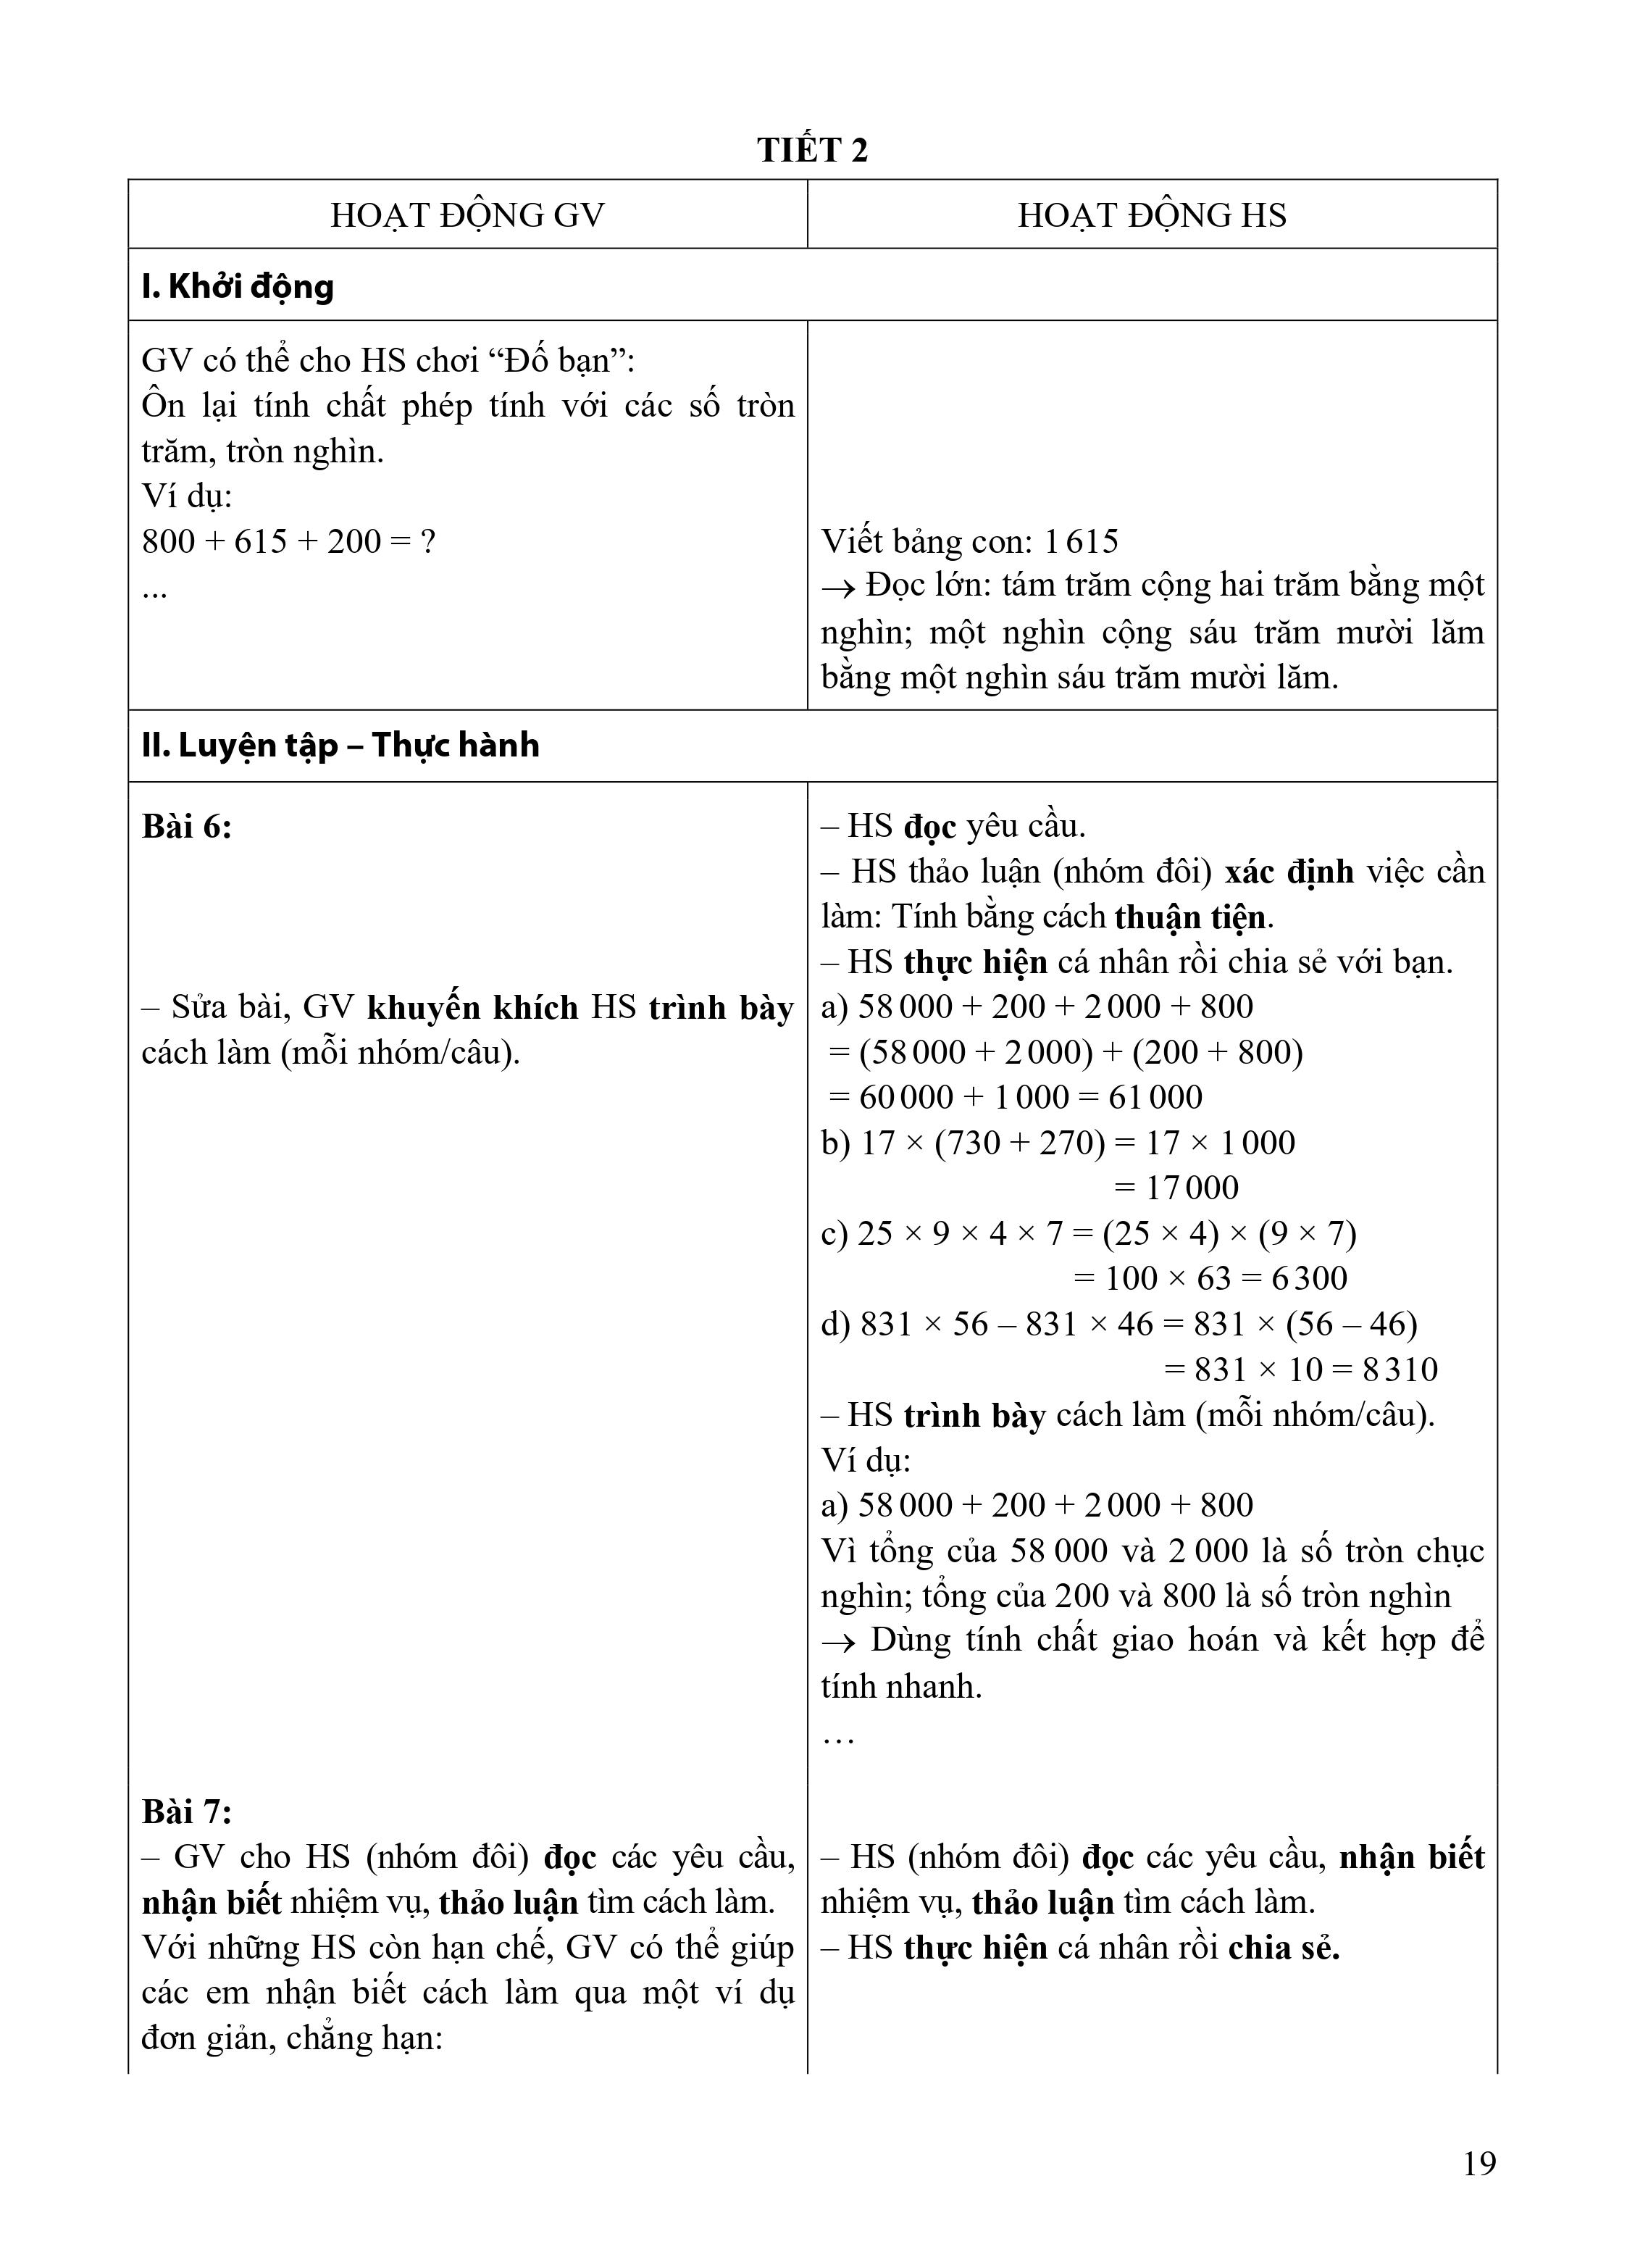 TIẾT 2
HOẠT ĐỘNG GV
HOẠT ĐỘNG HS
I. Khởi động
GV có thể cho HS chơi “Đố bạn”:
Ôn lại tính chất phép tính với các số tròn
trăm, tròn nghìn.
Ví dụ:
800 + 615 + 200 = ?
...
Viết bảng con: 1 615
→ Đọc lớn: tám trăm cộng hai trăm bằng một
nghìn; một nghìn cộng sáu trăm mười lăm
bằng một nghìn sáu trăm mười lăm.
II. Luyện tập – Thực hành
Bài 6:
– Sửa bài, GV khuyến khích HS trình bày
cách làm (mỗi nhóm/câu).
– HS đọc yêu cầu.
– HS thảo luận (nhóm đôi) xác định việc cần
làm: Tính bằng cách thuận tiện.
– HS thực hiện cá nhân rồi chia sẻ với bạn.
a) 58 000 + 200 + 2 000 + 800
= (58 000 + 2 000) + (200 + 800)
= 60 000 + 1 000 = 61 000
b) 17 × (730 + 270) = 17 × 1 000
= 17 000
c) 25 × 9 × 4 × 7 = (25 × 4) × (9 × 7)
= 100 × 63 = 6 300
d) 831 × 56 – 831 × 46 = 831 × (56 – 46)
= 831 × 10 = 8 310
– HS trình bày cách làm (mỗi nhóm/câu).
Ví dụ:
a) 58 000 + 200 + 2 000 + 800
Vì tổng của 58 000 và 2 000 là số tròn chục
nghìn; tổng của 200 và 800 là số tròn nghìn
→ Dùng tính chất giao hoán và kết hợp để
tính nhanh.
…
Bài 7:
– GV cho HS (nhóm đôi) đọc các yêu cầu,
nhận biết nhiệm vụ, thảo luận tìm cách làm.
Với những HS còn hạn chế, GV có thể giúp
các em nhận biết cách làm qua một ví dụ
đơn giản, chẳng hạn:
– HS (nhóm đôi) đọc các yêu cầu, nhận biết
nhiệm vụ, thảo luận tìm cách làm.
– HS thực hiện cá nhân rồi chia sẻ.
19